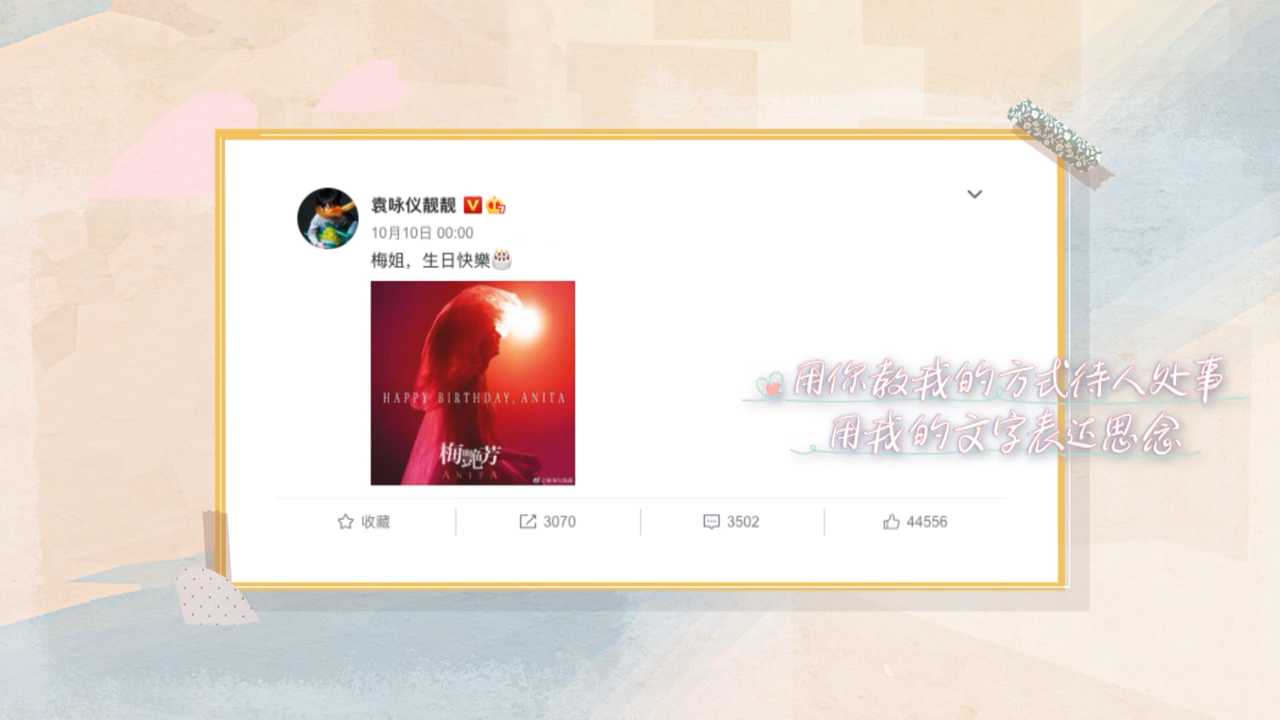 袁咏仪靓靓
10月10日 00:00
梅姐，生日快樂
HAPPY BIRTHDAY, ANITA
梅艷芳
ANITA
用你教我的方式待人处事
用我的文字表达思念
收藏
3070
3502
44556